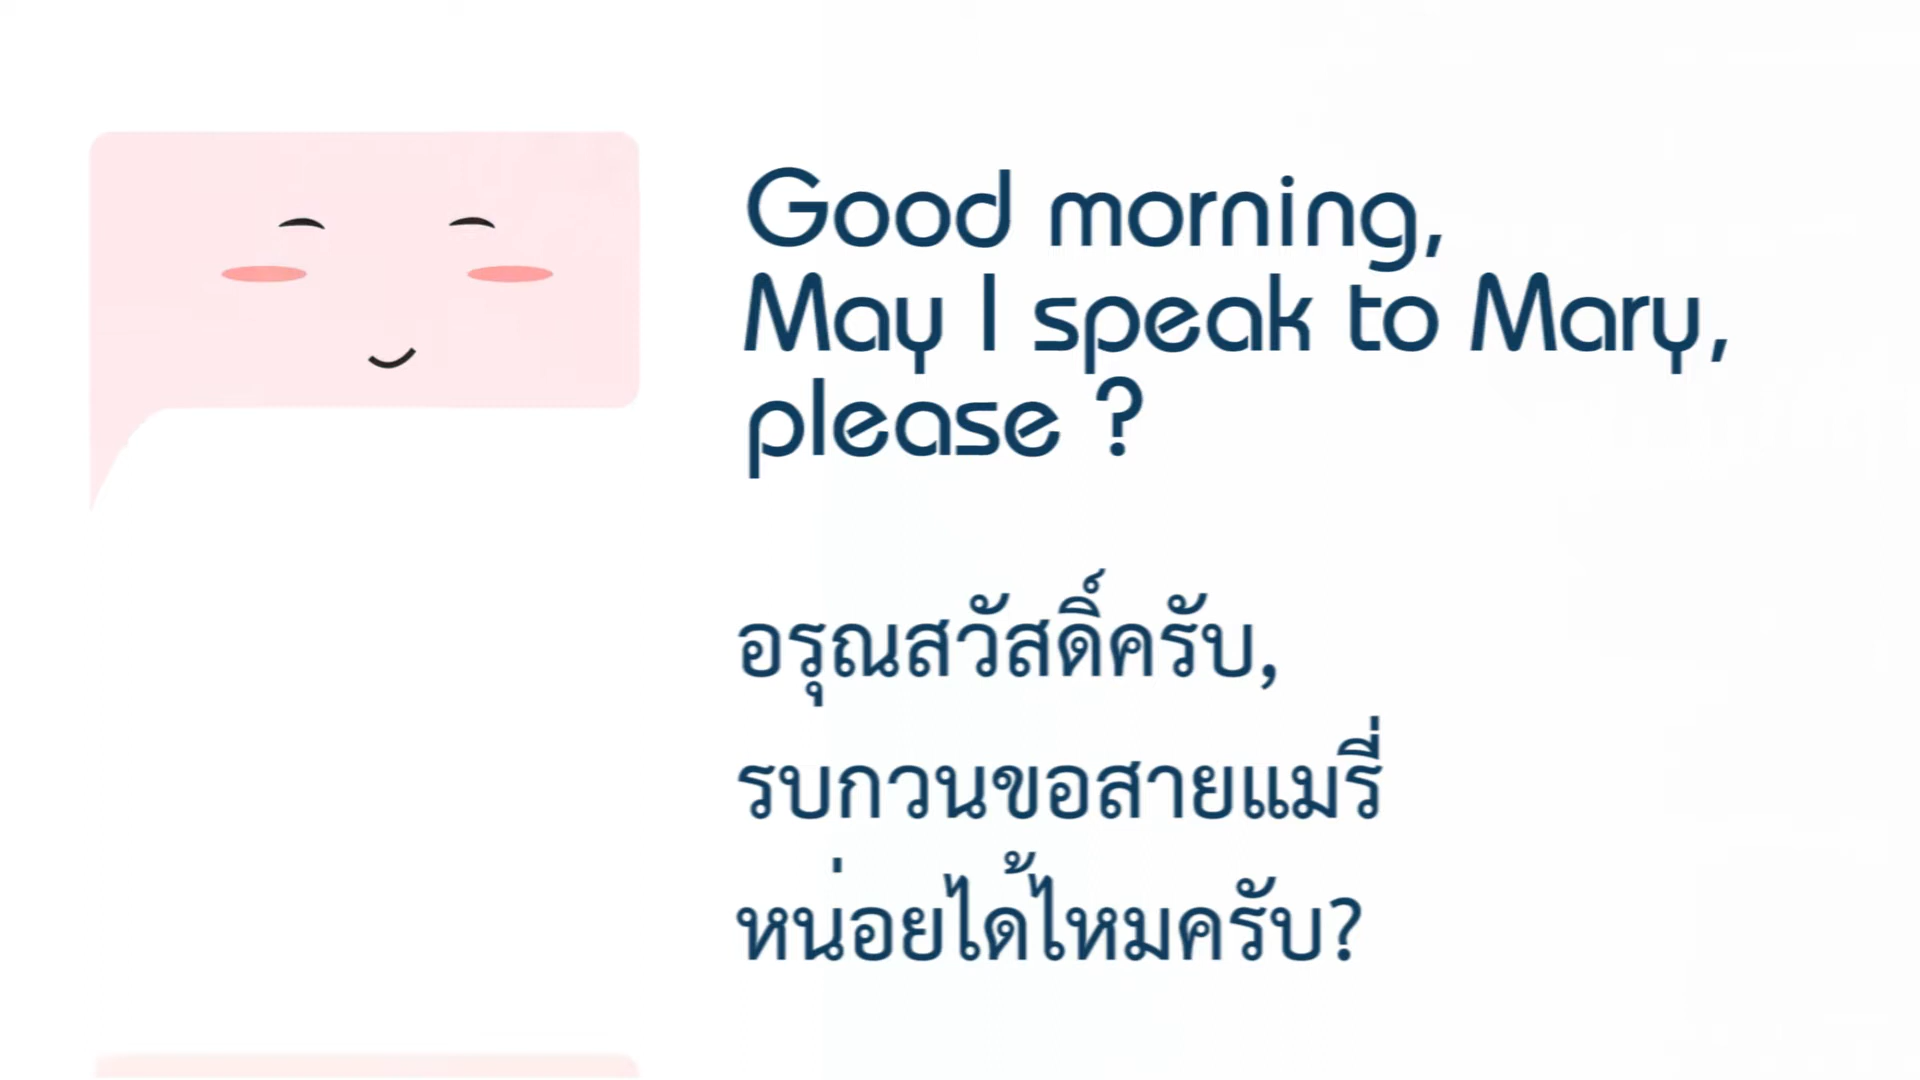 Good morning,
May I speak to Mary,
please ?
อรุณสวัสดิ์ครับ,
รบกวนขอสายแมรี่
หน่อยได้ไหมครับ?